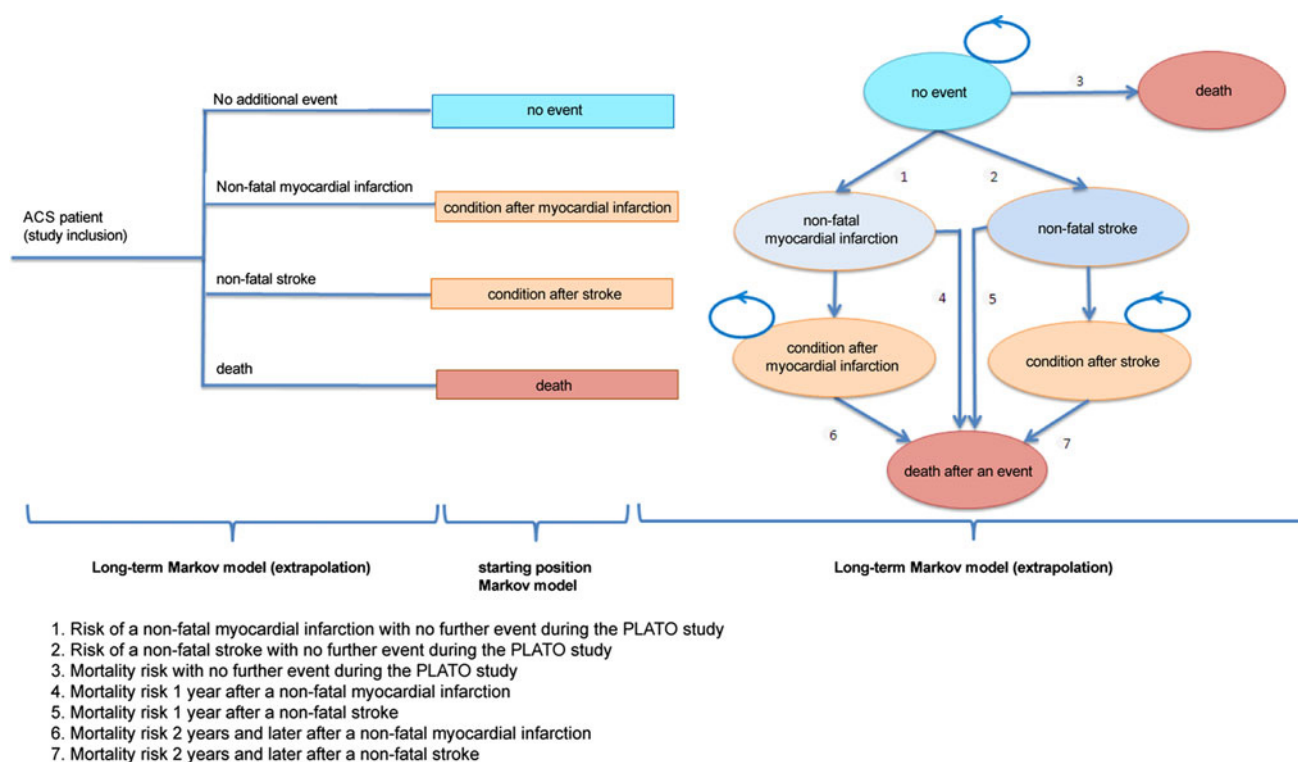 No additional event
no event
Non-fatal myocardial infarction
condition after myocardial infarction
ACS patient
(study inclusion)
non-fatal stroke
condition after stroke
death
death
no event
3
death
1
2
non-fatal
myocardial infarction
non-fatal stroke
4
5
condition after
myocardial infarction
condition after stroke
6
7
death after an event
Long-term Markov model (extrapolation)
starting position
Markov model
Long-term Markov model (extrapolation)
1. Risk of a non-fatal myocardial infarction with no further event during the PLATO study
2. Risk of a non-fatal stroke with no further event during the PLATO study
3. Mortality risk with no further event during the PLATO study
4. Mortality risk 1 year after a non-fatal myocardial infarction
5. Mortality risk 1 year after a non-fatal stroke
6. Mortality risk 2 years and later after a non-fatal myocardial infarction
7. Mortality risk 2 years and later after a non-fatal stroke